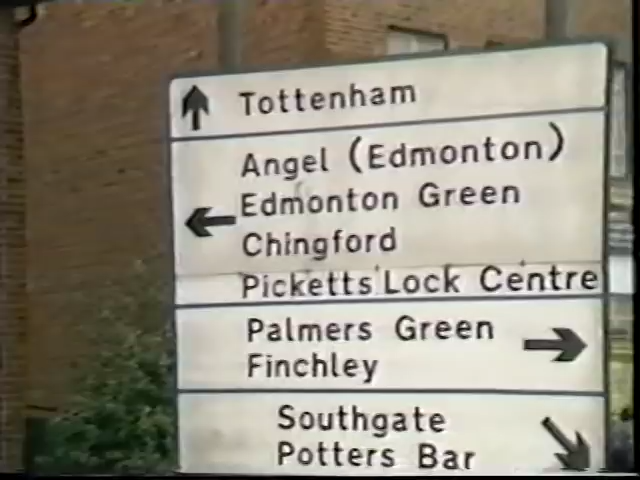 Tottenham
Angel (Edmonton)
Edmonton Green
Chingford
Picketts' Lock Centre
Palmers Green
Finchley
Southgate
Potters Bar